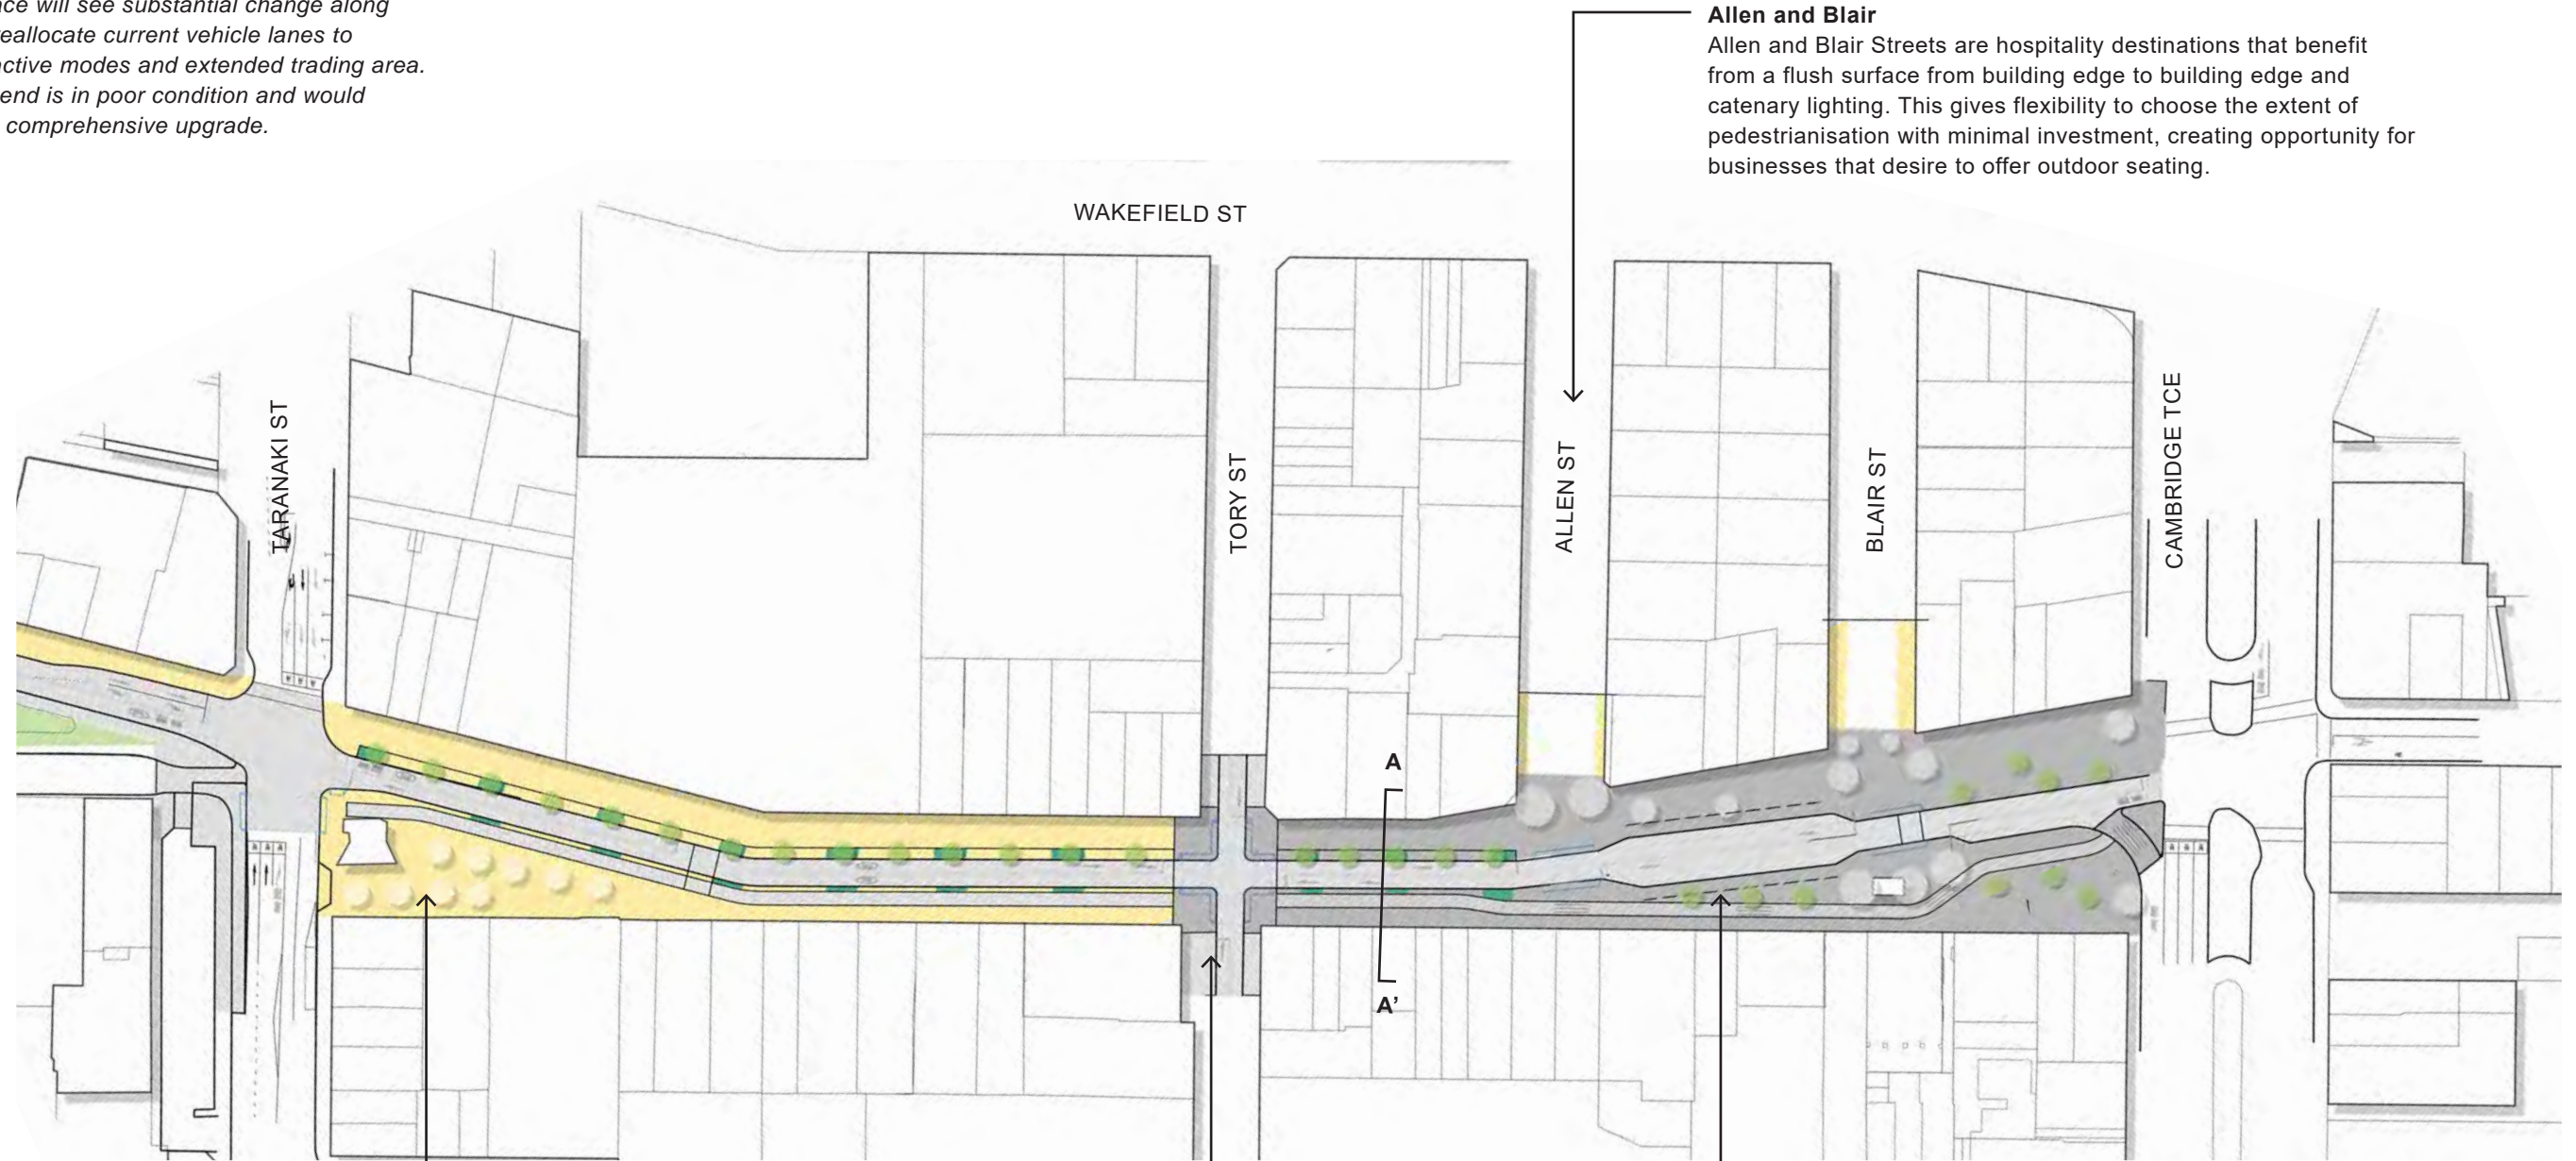 ce will see substantial change along
eallocate current vehicle lanes to
ctive modes and extended trading area.
end is in poor condition and would
comprehensive upgrade.
Allen and Blair
Allen and Blair Streets are hospitality destinations that benefit
from a flush surface from building edge to building edge and
catenary lighting. This gives flexibility to choose the extent of
pedestrianisation with minimal investment, creating opportunity for
businesses that desire to offer outdoor seating.
WAKEFIELD ST
TARANAKI ST
TORY ST
ALLEN ST
BLAIR ST
CAMBRIDGE TCE
A
A’